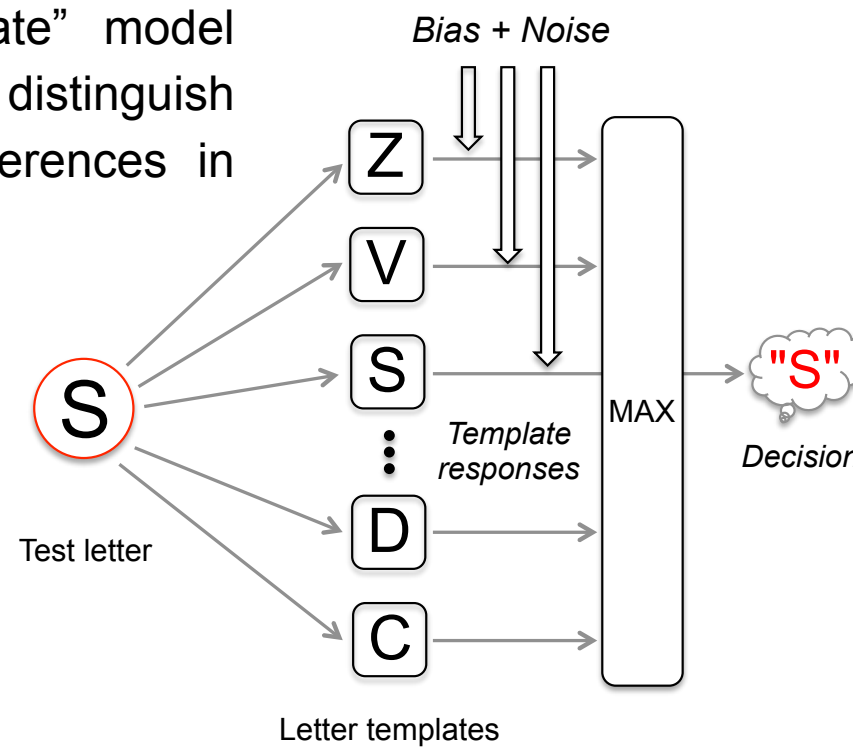 ate” model
distinguish
erences in
Bias + Noise
Z
V
S
S
D
C
Template
responses
MAX
"S"
Decision
Test letter
Letter templates